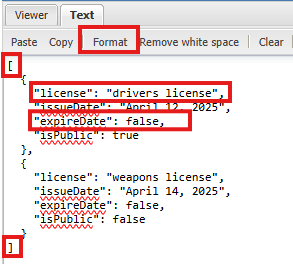 Viewer Text
Paste Copy Format Remove white space Clear
[
{
"license": "drivers license",
"issueDate": "April 12, 2025",
"expireDate": false,
"isPublic": true
},
{
"license": "weapons license",
"issueDate": "April 14, 2025",
"expireDate": false,
"isPublic": false
}
]